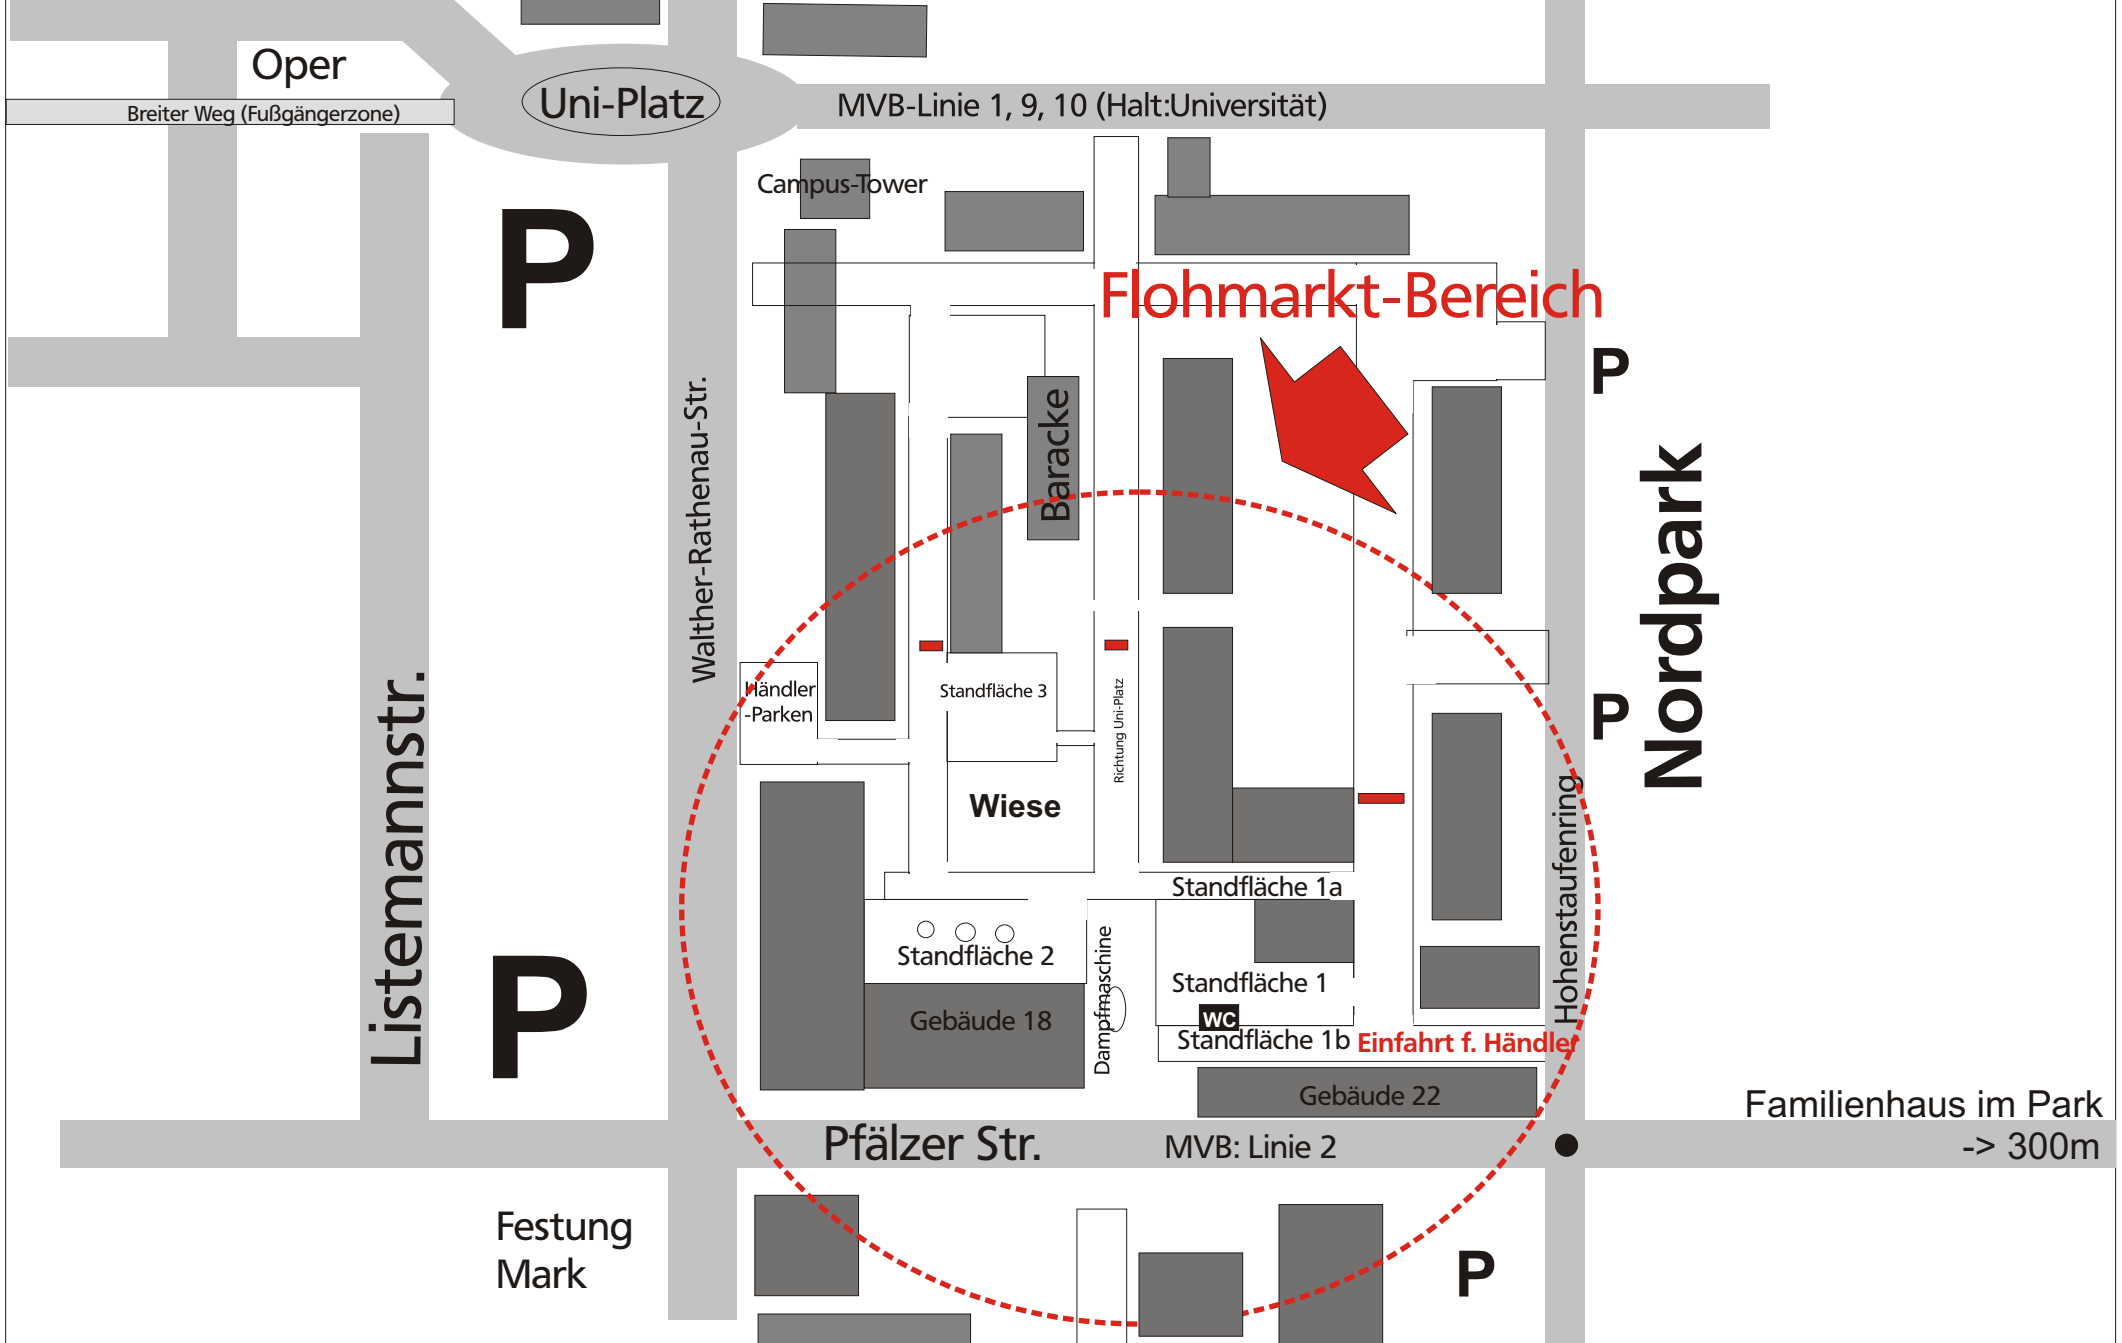 Oper
Uni-Platz
Breiter Weg (Fußgängerzone)
MVB-Linie 1, 9, 10 (Halt:Universität)
Campus-Tower
P
Flohmarkt-Bereich
P
Baracke
Walther-Rathenau-Str.
Nordpark
Händler
-Parken
Standfläche 3
Richtung Uni-Platz
P
Listemannstr.
Wiese
Hohenstaufenring
Standfläche 1a
Standfläche 2
Dampfmaschine
Standfläche 1
P
Gebäude 18
WC
Standfläche 1b
Einfahrt f. Händler
Gebäude 22
Familienhaus im Park
-> 300m
Pfälzer Str.
MVB: Linie 2
Festung
Mark
P